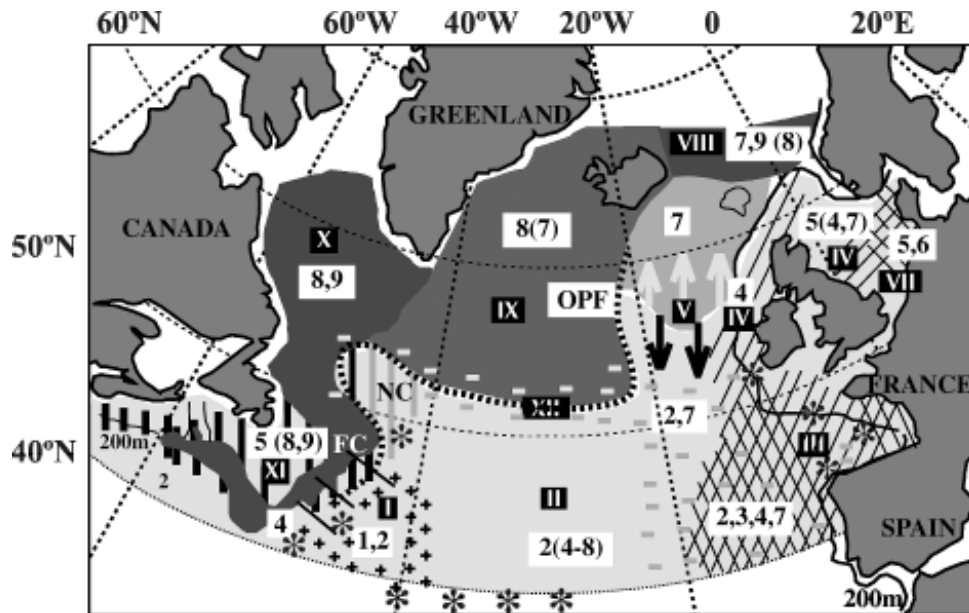 60ºN 60ºW 40ºW 20ºW 0 20ºE
GREENLAND
VIII 7,9 (8)
CANADA
50ºN
X 8(7) 7 5(4,7)
8,9 IV 5,6
VII
IX OPF 4
V IV
NC FRANCE
XII
40ºN
200m 5 (8,9) FC 2,7
III
2 XI
I II
4 2,3,4,7 SPAIN
1,2 2(4-8)
200m